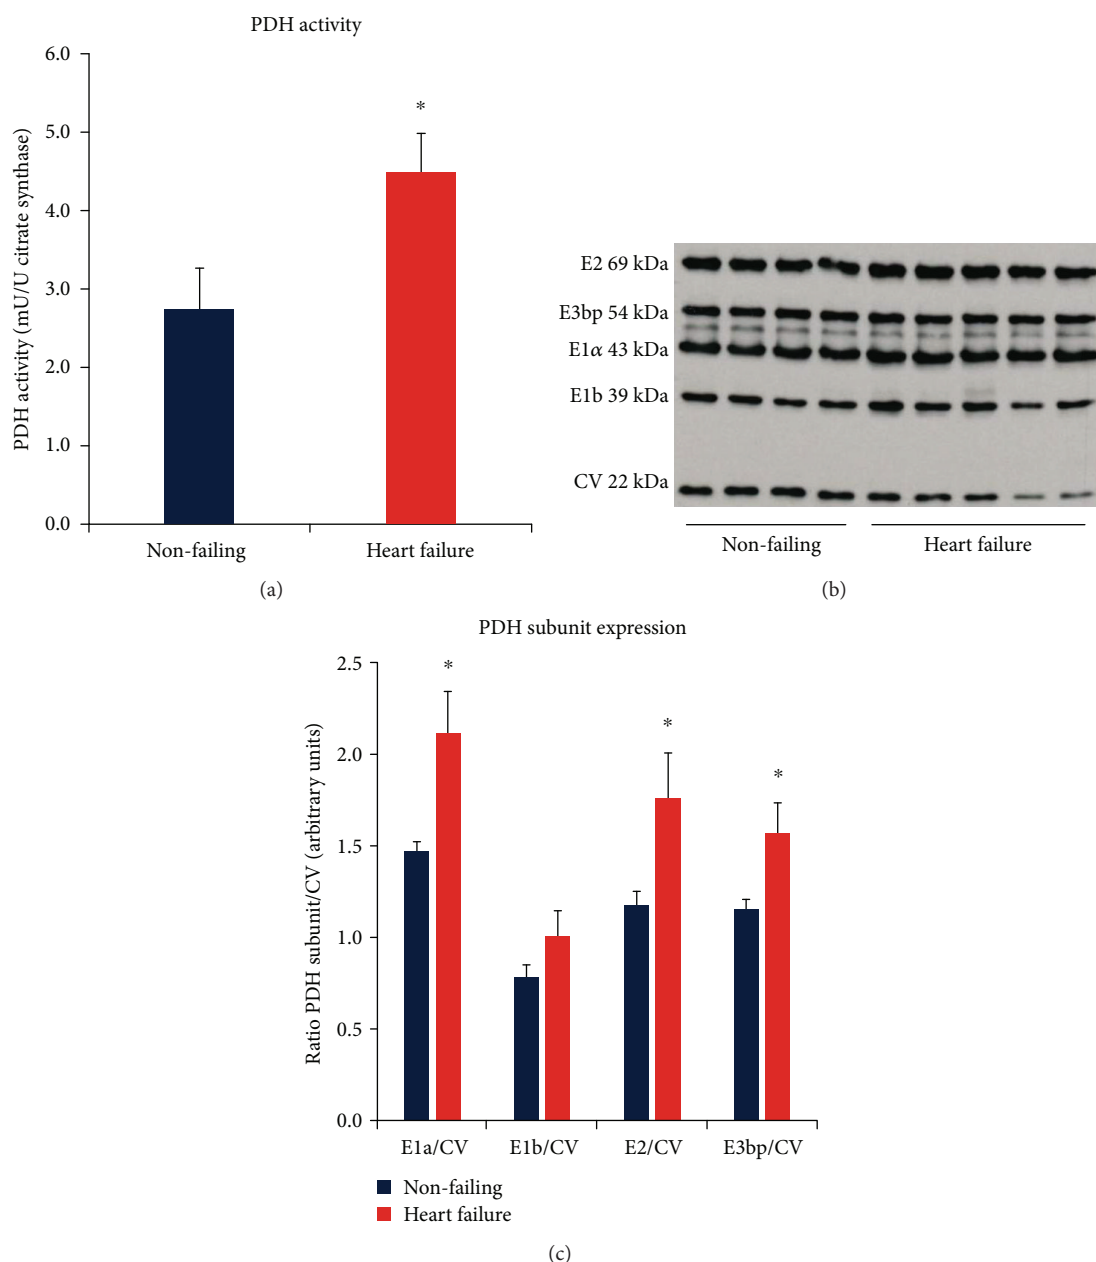 PDH activity
6.0
5.0
4.0
3.0
2.0
1.0
0.0
PDH activity (mU/U citrate synthase)
*
Non-failing
Heart failure
(a)
E2 69 kDa
E3bp 54 kDa
E1α 43 kDa
E1b 39 kDa
CV 22 kDa
Non-failing
Heart failure
(b)
PDH subunit expression
2.5
2.0
1.5
1.0
0.5
0.0
Ratio PDH subunit/CV (arbitrary units)
*
*
*
E1a/CV
E1b/CV
E2/CV
E3bp/CV
Non-failing
Heart failure
(c)